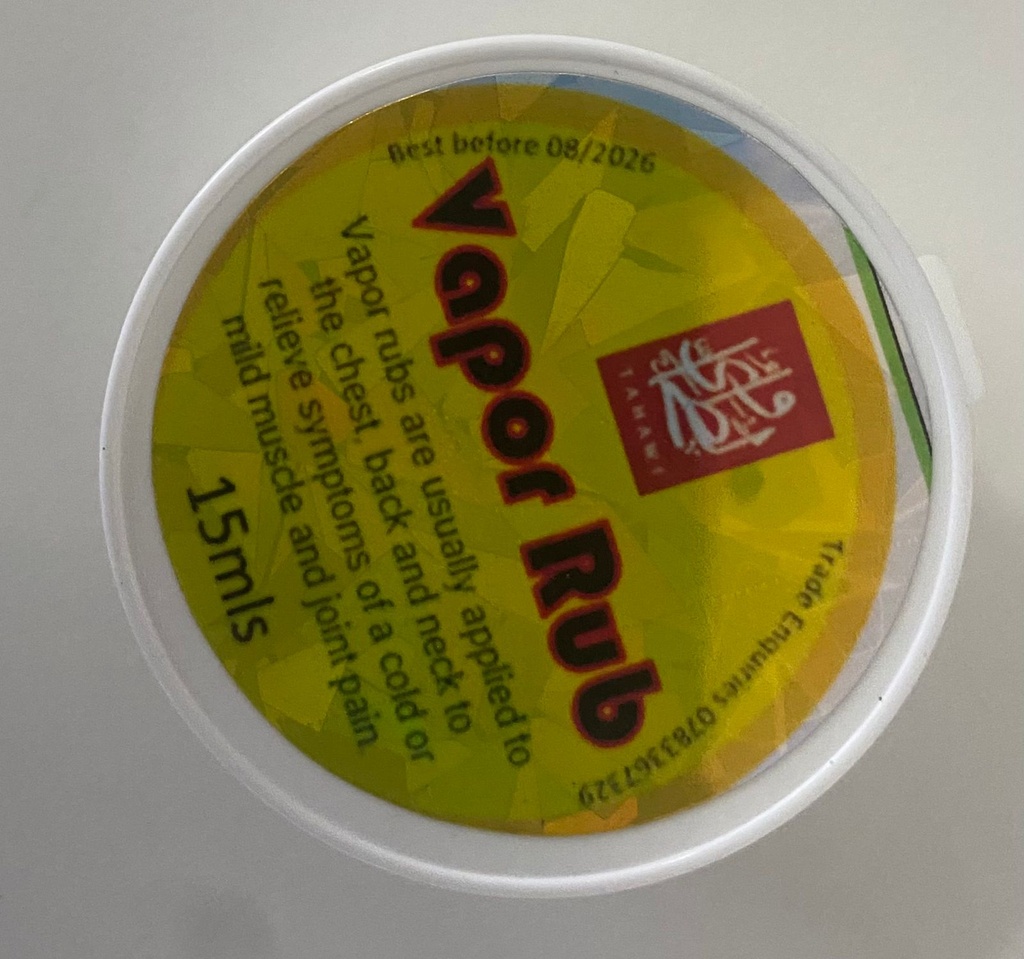 Best before 08/2026
TAHAWI
Vapor Rub
Vapor rubs are usually applied to
the chest, back and neck to
relieve symptoms of a cold or
mild muscle and joint pain
15mls
Trade Enquiries 07833367329